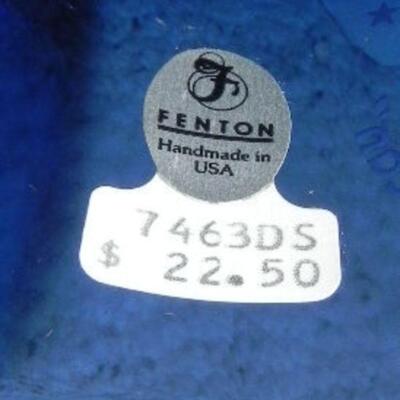 F
FENTON
Handmade in
USA
7463DS
$ 22.50